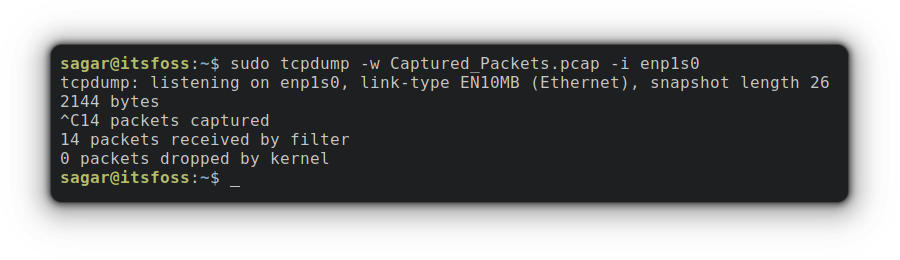 sagar@itsfoss:~$ sudo tcpdump -w Captured_Packets.pcap -i enp1s0
tcpdump: listening on enp1s0, link-type EN10MB (Ethernet), snapshot length 26
2144 bytes
^C14 packets captured
14 packets received by filter
0 packets dropped by kernel
sagar@itsfoss:~$ _